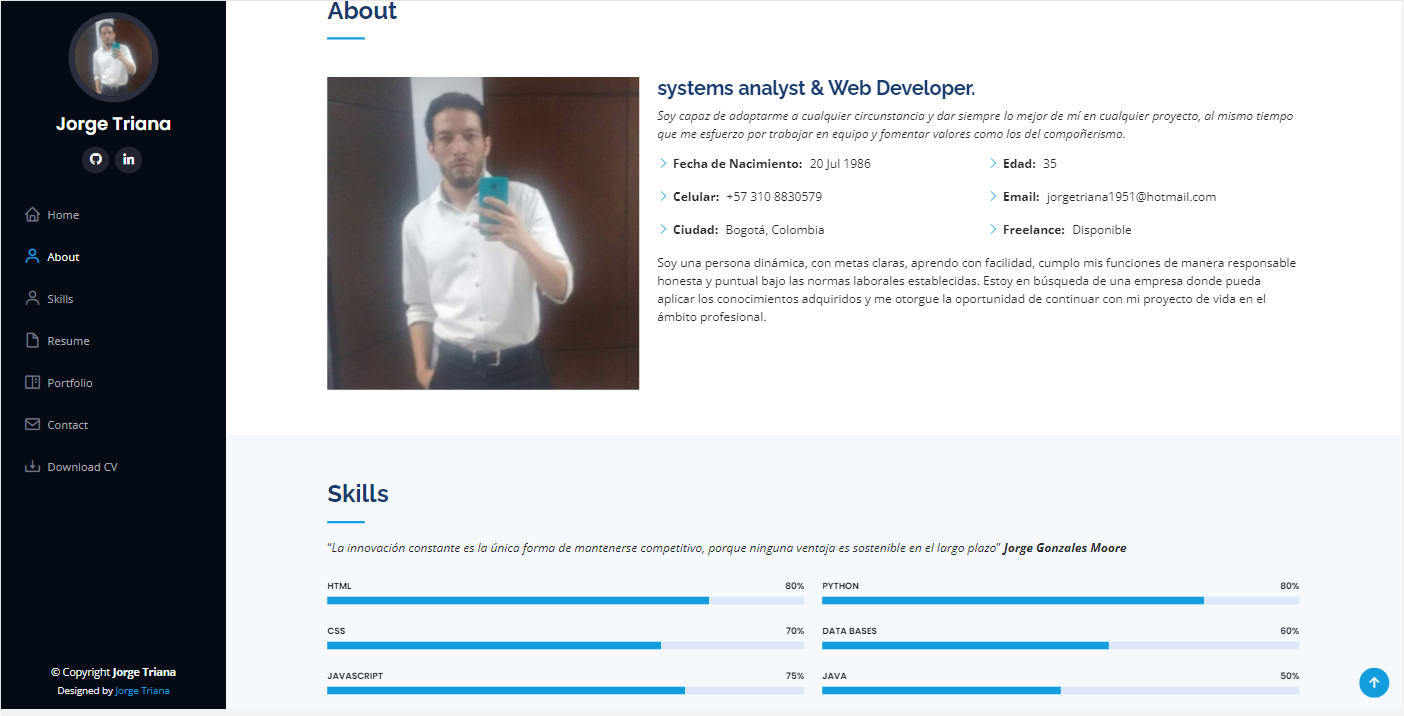 Jorge Triana
Home
About
Skills
Resume
Portfolio
Contact
Download CV
© Copyright Jorge Triana
Designed by Jorge Triana
About
systems analyst & Web Developer.
Soy capaz de adaptarme a cualquier circunstancia y dar siempre lo mejor de mí en cualquier proyecto, al mismo tiempo
que me esfuerzo por trabajar en equipo y fomentar valores como los del compañerismo.
Fecha de Nacimiento: 20 Jul 1986
Edad: 35
Celular: +57 310 8830579
Email: jorgetriana1951@hotmail.com
Ciudad: Bogotá, Colombia
Freelance: Disponible
Soy una persona dinámica, con metas claras, aprendo con facilidad, cumplo mis funciones de manera responsable
honesta y puntual bajo las normas laborales establecidas. Estoy en búsqueda de una empresa donde pueda
aplicar los conocimientos adquiridos y me otorgue la oportunidad de continuar con mi proyecto de vida en el
ámbito profesional.
Skills
“La innovación constante es la única forma de mantenerse competitivo, porque ninguna ventaja es sostenible en el largo plazo” Jorge Gonzales Moore
HTML 80%
PYTHON 80%
CSS 70%
DATA BASES 60%
JAVASCRIPT 75%
JAVA 50%